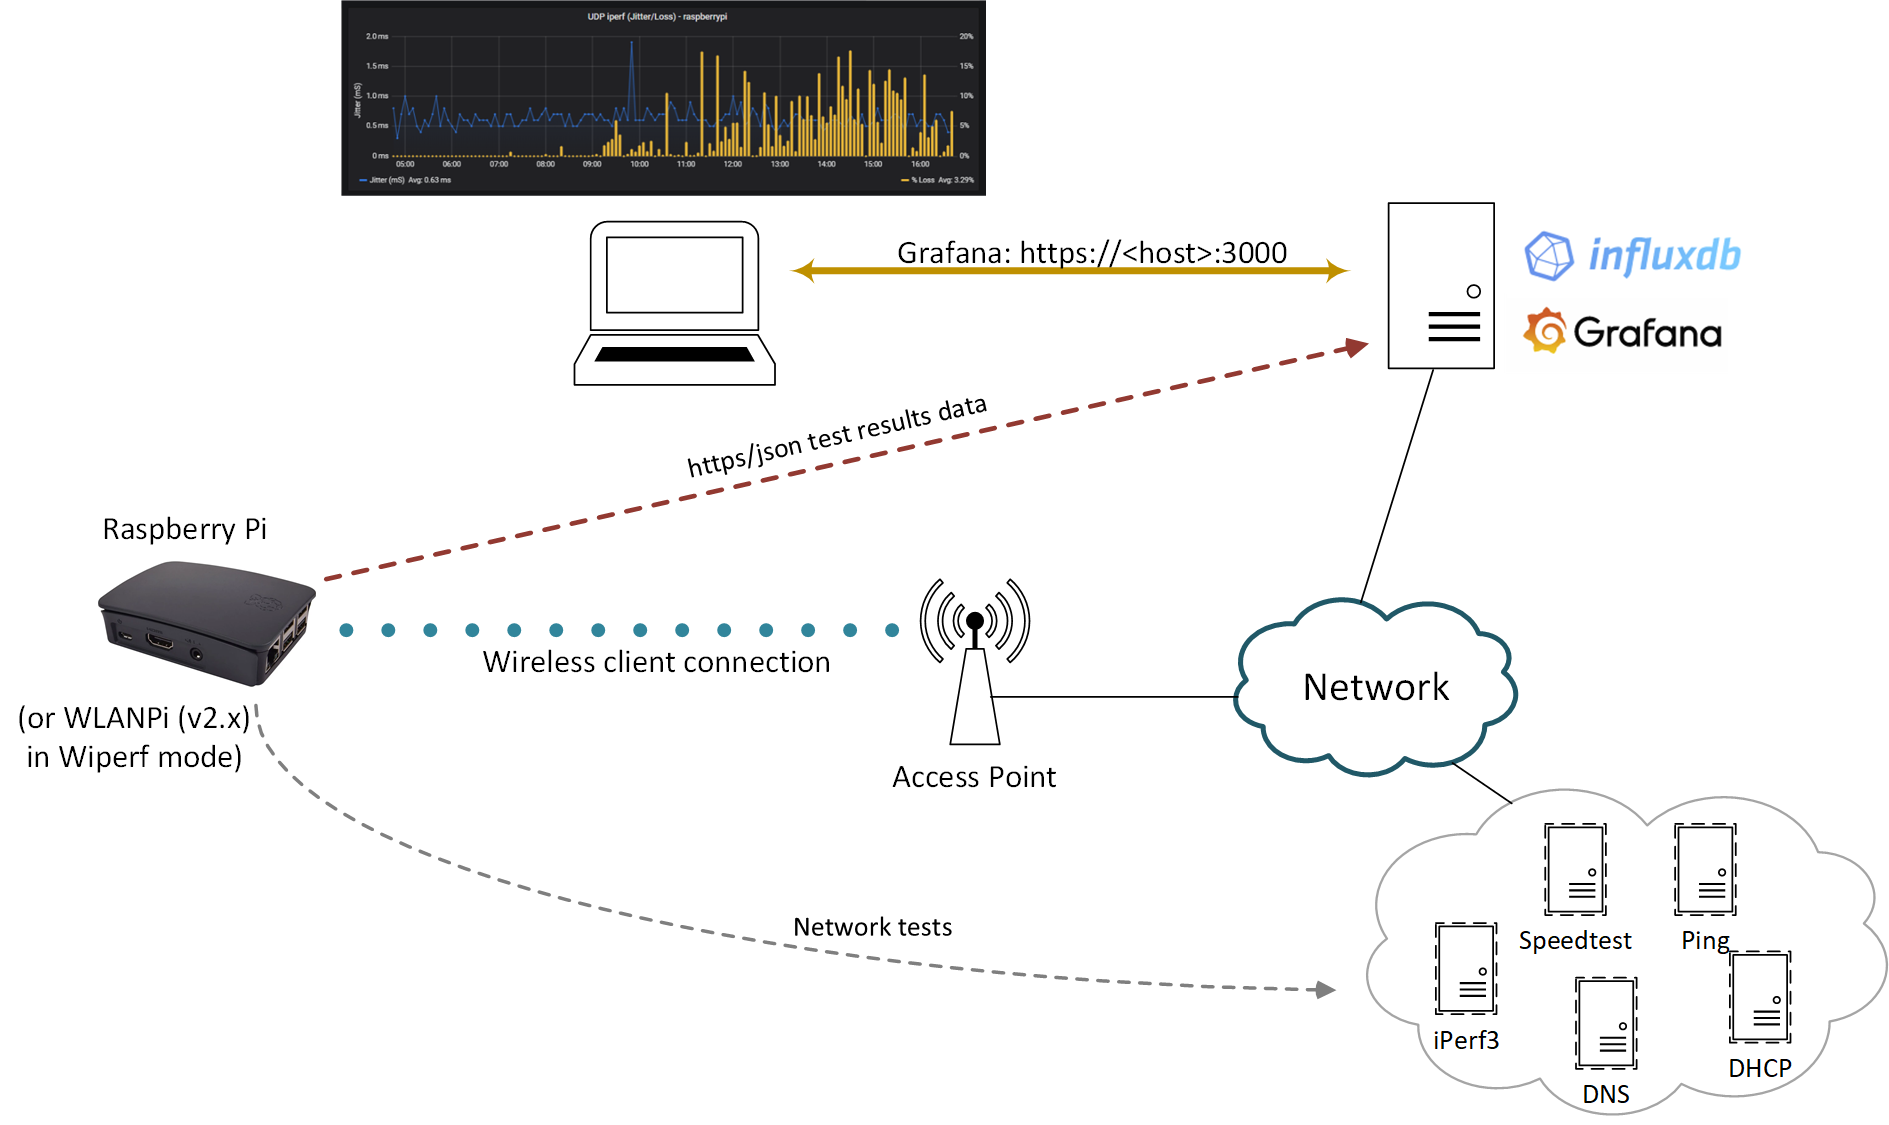 UDP iperf (Jitter/Loss) - raspberrypi
2.0 ms
1.5 ms
1.0 ms
0.5 ms
0 ms
Jitter (mS)
20%
15%
10%
5%
0%
05:00 06:00 07:00 08:00 09:00 10:00 11:00 12:00 13:00 14:00 15:00 16:00
Jitter (mS) Avg: 0.63 ms
% Loss Avg: 3.29%
Grafana: https://<host>:3000
influxdb
Grafana
https/json test results data
Raspberry Pi
(or WLANPi (v2.x)
in Wiperf mode)
Wireless client connection
Access Point
Network
Network tests
Speedtest
Ping
iPerf3
DNS
DHCP